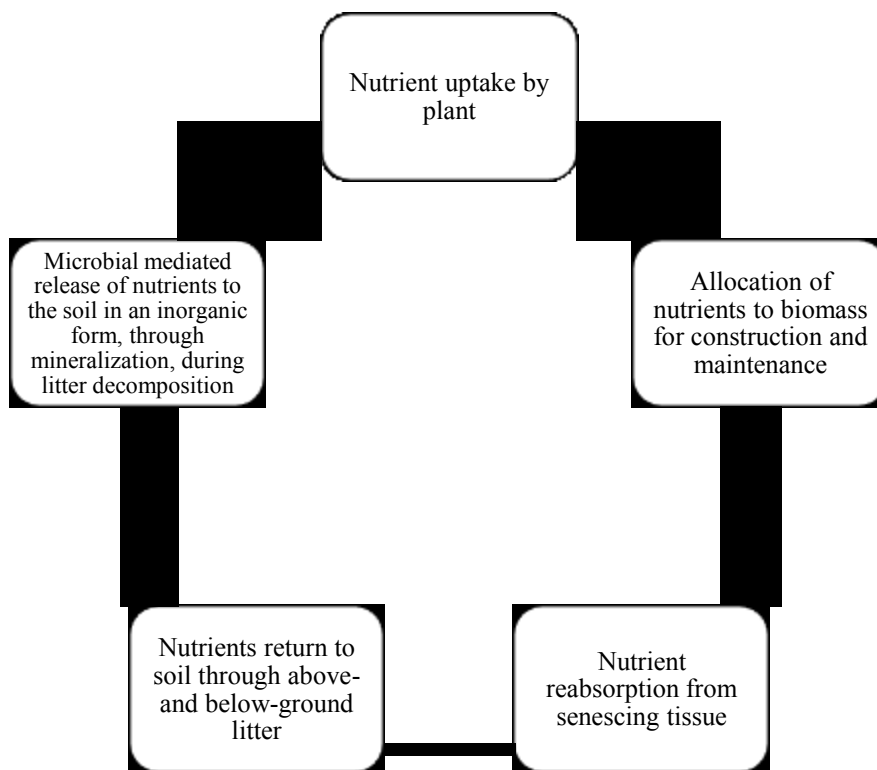 Nutrient uptake by
plant
Allocation of
nutrients to biomass
for construction and
maintenance
Nutrient
reabsorption from
senescing tissue
Nutrients return to
soil through above-
and below-ground
litter
Microbial mediated
release of nutrients to
the soil in an inorganic
form, through
mineralization, during
litter decomposition